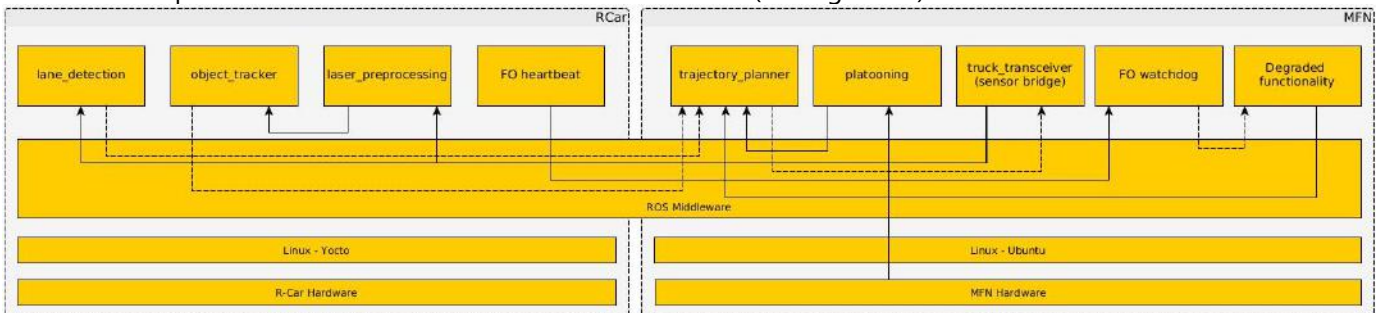 RCar
MFN
lane_detection
object_tracker
laser_preprocessing
FO heartbeat
trajectory_planner
platooning
truck_transceiver
(sensor bridge)
FO watchdog
Degraded
functionality
ROS Middleware
Linux - Yocto
Linux - Ubuntu
R-Car Hardware
MFN Hardware